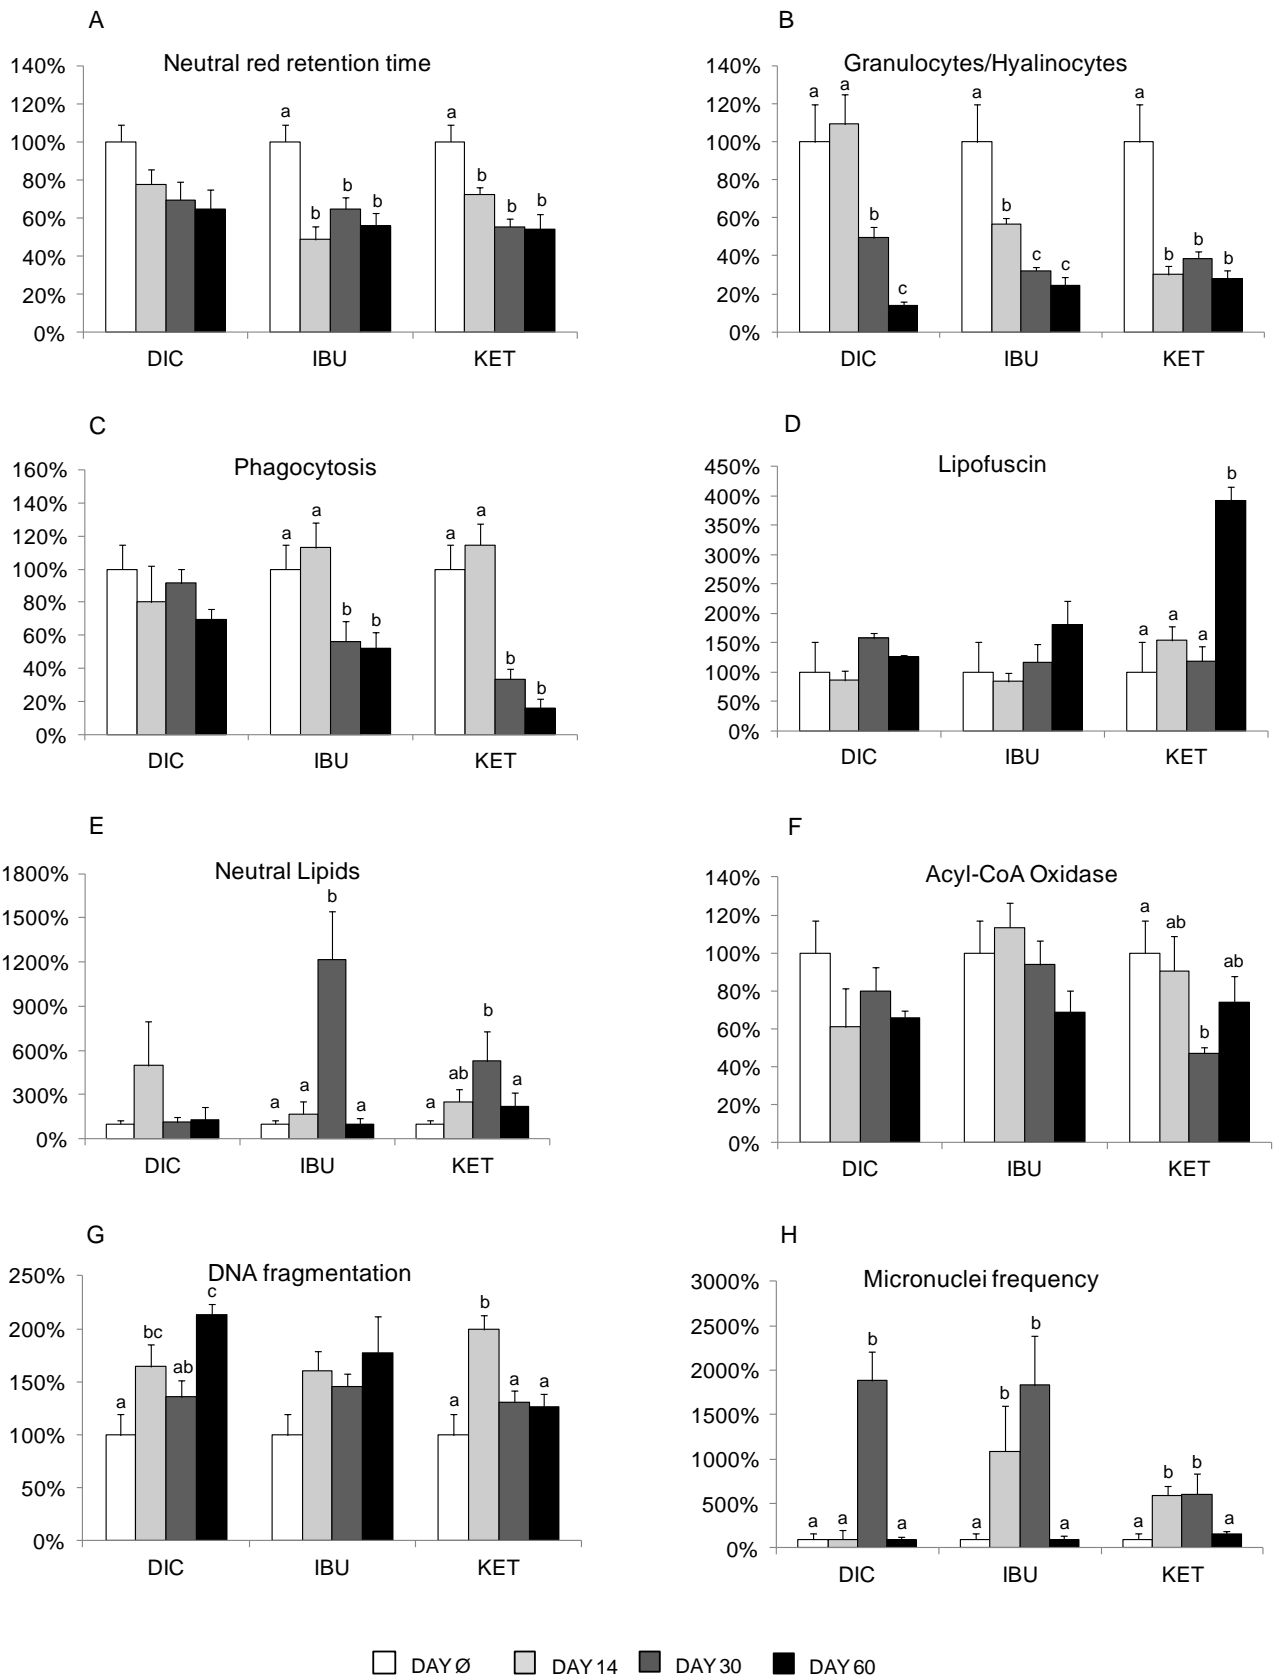 A
Neutral red retention time
140%
120%
100%
80%
60%
40%
20%
0%
a
b
b
b
a
b
b
b
DIC
IBU
KET
B
Granulocytes/Hyalinocytes
140%
120%
100%
80%
60%
40%
20%
0%
a
a
b
c
a
b
c
c
a
b
b
b
DIC
IBU
KET
C
Phagocytosis
160%
140%
120%
100%
80%
60%
40%
20%
0%
a
a
b
b
a
a
b
b
DIC
IBU
KET
D
Lipofuscin
450%
400%
350%
300%
250%
200%
150%
100%
50%
0%
a
a
a
b
DIC
IBU
KET
E
Neutral Lipids
1800%
1500%
1200%
900%
600%
300%
0%
a
a
b
a
a
ab
b
a
DIC
IBU
KET
F
Acyl-CoA Oxidase
140%
120%
100%
80%
60%
40%
20%
0%
a
ab
b
ab
DIC
IBU
KET
G
DNA fragmentation
250%
200%
150%
100%
50%
0%
a
bc
ab
c
a
b
a
a
DIC
IBU
KET
H
Micronuclei frequency
3000%
2500%
2000%
1500%
1000%
500%
0%
a
a
b
a
a
b
b
a
a
b
b
a
DIC
IBU
KET
DAY Ø
DAY 14
DAY 30
DAY 60